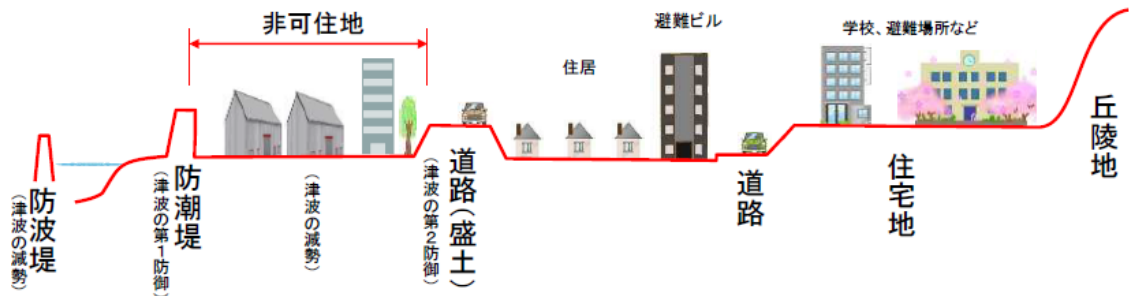 非可住地
避難ビル
学校、避難場所など
住居
防波堤
(津波の減勢)
防潮堤
(津波の第1防御)
(津波の減勢)
道路(盛土)
(津波の第2防御)
道路
住宅地
丘陵地